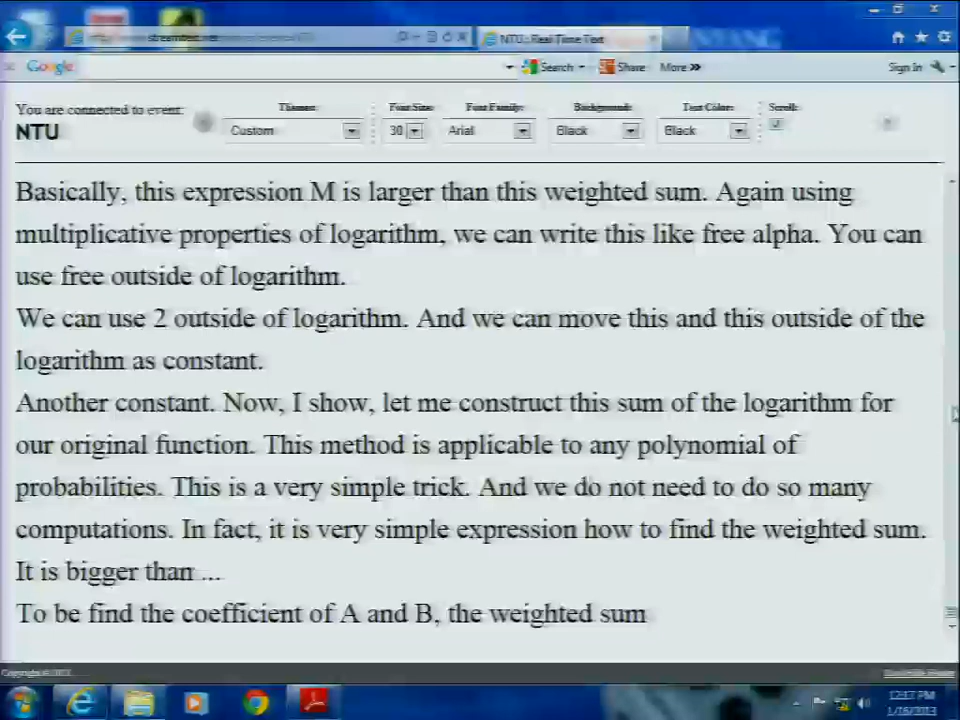 NTU : Real Time Text
Google
Search
Share
More »
Sign In
You are connected to event:
NTU
Themes:
Font Size:
Font Family:
Background:
Text Color:
Scroll:
Custom
30
Arial
Black
Black
Basically, this expression M is larger than this weighted sum. Again using
multiplicative properties of logarithm, we can write this like free alpha. You can
use free outside of logarithm.
We can use 2 outside of logarithm. And we can move this and this outside of the
logarithm as constant.
Another constant. Now, I show, let me construct this sum of the logarithm for
our original function. This method is applicable to any polynomial of
probabilities. This is a very simple trick. And we do not need to do so many
computations. In fact, it is very simple expression how to find the weighted sum.
It is bigger than ...
To be find the coefficient of A and B, the weighted sum
12:17 PM
1/16/2013